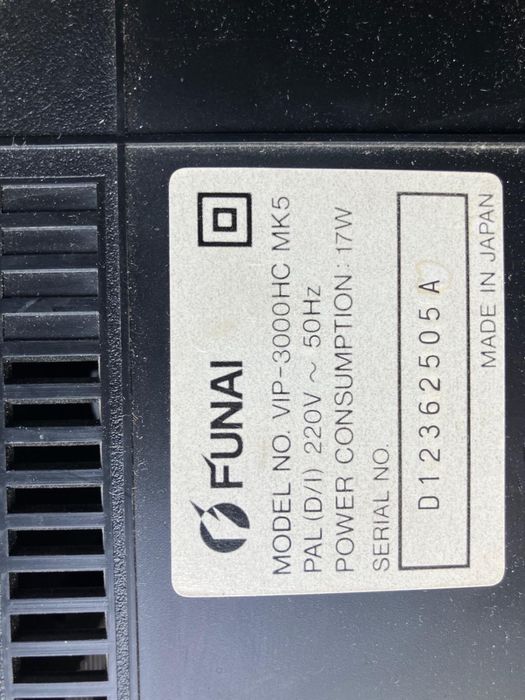 FUNAI
MODEL NO. VIP-3000HC MK5
PAL (D/I) 220V ~ 50Hz
POWER CONSUMPTION : 17W
SERIAL NO.
D12362505A
MADE IN JAPAN